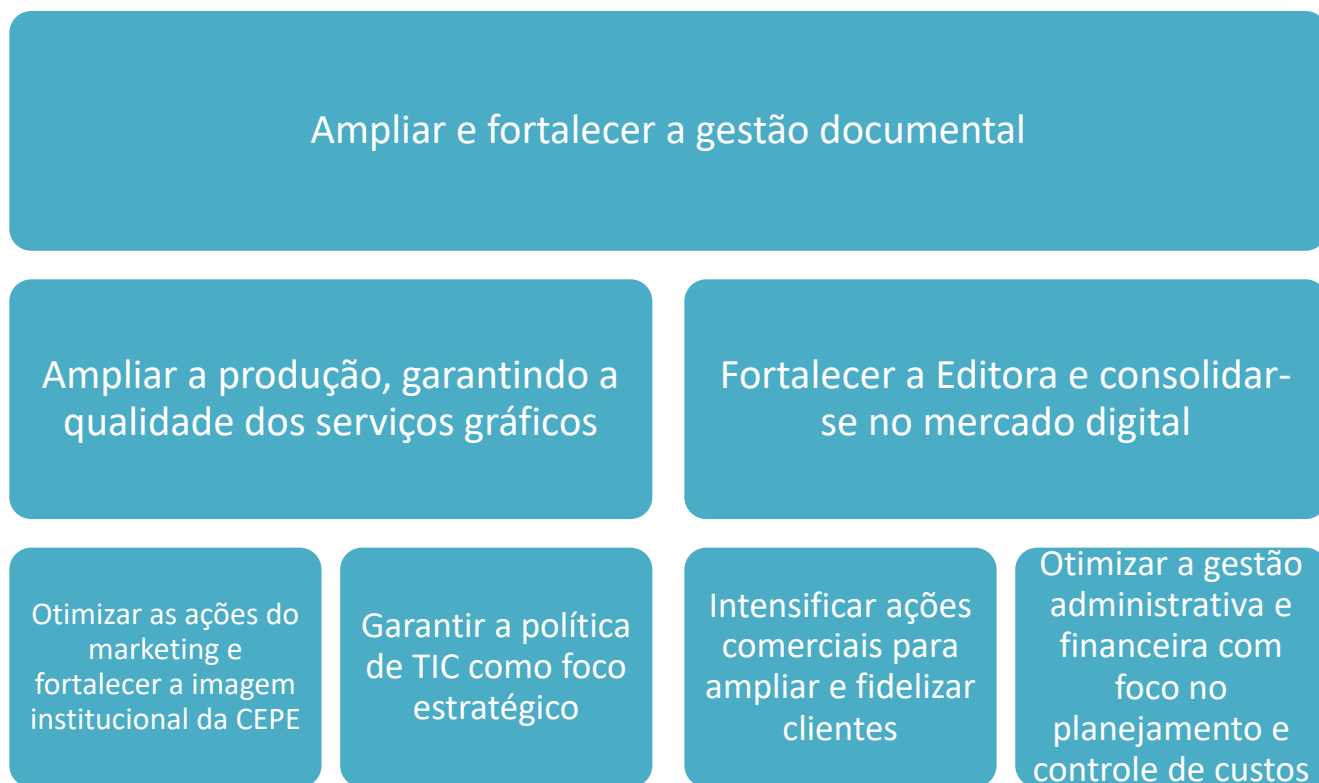 Ampliar e fortalecer a gestão documental
Ampliar a produção, garantindo a
qualidade dos serviços gráficos
Fortalecer a Editora e consolidar-
se no mercado digital
Otimizar as ações do
marketing e
fortalecer a imagem
institucional da CEPE
Garantir a política
de TIC como foco
estratégico
Intensificar ações
comerciais para
ampliar e fidelizar
clientes
Otimizar a gestão
administrativa e
financeira com
foco no
planejamento e
controle de custos